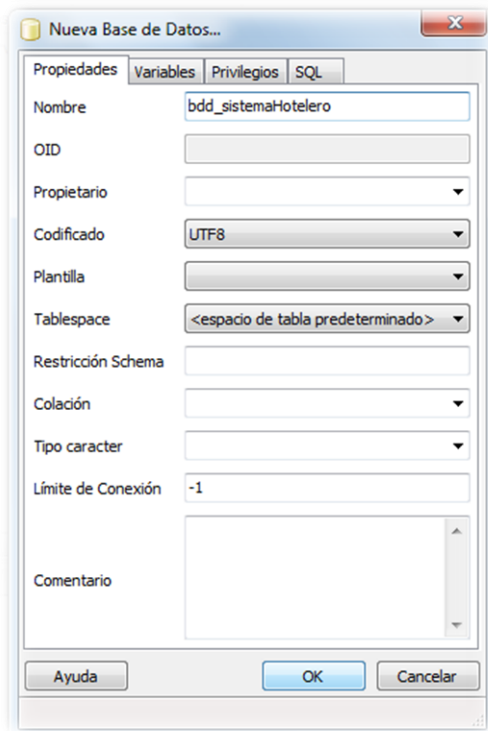 Nueva Base de Datos...
Propiedades Variables Privilegios SQL
Nombre bdd_sistemaHotelero
OID
Propietario
Codificado UTF8
Plantilla
Tablespace <espacio de tabla predeterminado>
Restricción Schema
Colación
Tipo caracter
Límite de Conexión -1
Comentario
Ayuda OK Cancelar